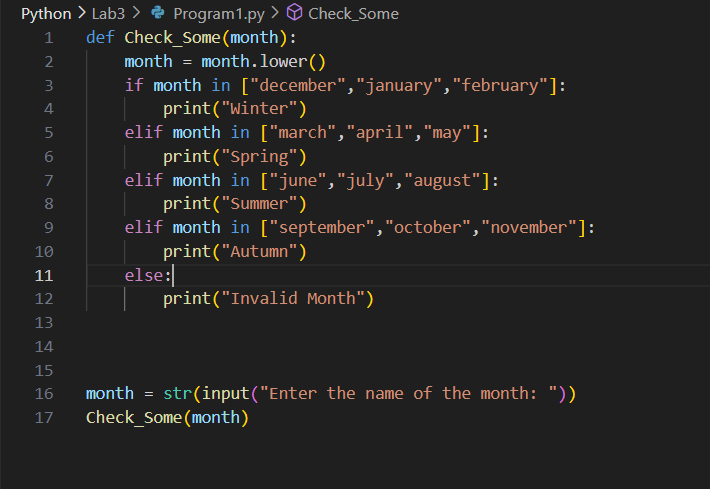 Python > Lab3 > Program1.py > Check_Some
1 def Check_Some(month):
2     month = month.lower()
3     if month in ["december","january","february"]:
4         print("Winter")
5     elif month in ["march","april","may"]:
6         print("Spring")
7     elif month in ["june","july","august"]:
8         print("Summer")
9     elif month in ["september","october","november"]:
10         print("Autumn")
11     else:
12         print("Invalid Month")
13
14
15
16 month = str(input("Enter the name of the month: "))
17 Check_Some(month)